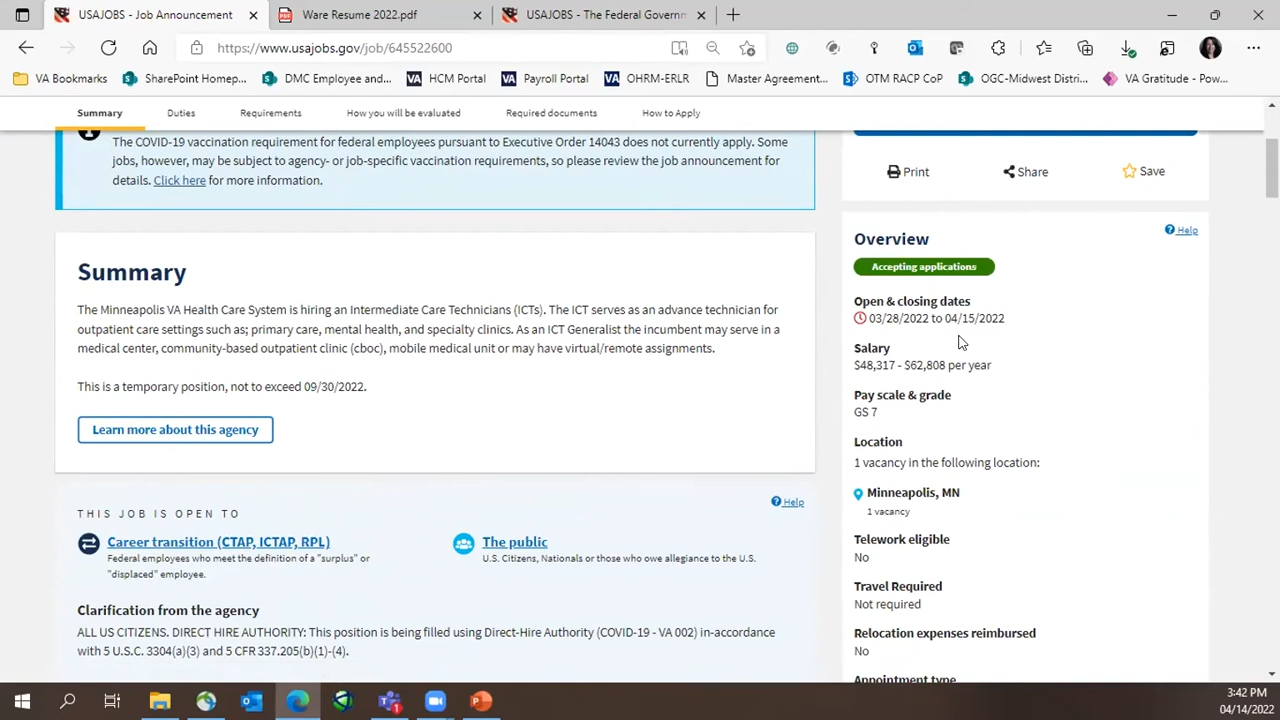 USAJOBS - Job Announcement
Ware Resume 2022.pdf
USAJOBS - The Federal Governm
https://www.usajobs.gov/job/645522600
VA Bookmarks
SharePoint Homep...
DMC Employee and...
VA HCM Portal
VA Payroll Portal
VA OHRM-ERLR
Master Agreement...
OTM RACP CoP
OGC-Midwest Distri...
VA Gratitude - Pow...
Summary
Duties
Requirements
How you will be evaluated
Required documents
How to Apply
The COVID-19 vaccination requirement for federal employees pursuant to Executive Order 14043 does not currently apply. Some
jobs, however, may be subject to agency- or job-specific vaccination requirements, so please review the job announcement for
details. Click here for more information.
Print
Share
Save
Summary
The Minneapolis VA Health Care System is hiring an Intermediate Care Technicians (ICTs). The ICT serves as an advance technician for
outpatient care settings such as; primary care, mental health, and specialty clinics. As an ICT Generalist the incumbent may serve in a
medical center, community-based outpatient clinic (cboc), mobile medical unit or may have virtual/remote assignments.
This is a temporary position, not to exceed 09/30/2022.
Learn more about this agency
THIS JOB IS OPEN TO
Help
Career transition (CTAP, ICTAP, RPL)
Federal employees who meet the definition of a "surplus" or
"displaced" employee.
The public
U.S. Citizens, Nationals or those who owe allegiance to the U.S.
Clarification from the agency
ALL US CITIZENS. DIRECT HIRE AUTHORITY: This position is being filled using Direct-Hire Authority (COVID-19 - VA 002) in-accordance
with 5 U.S.C. 3304(a)(3) and 5 CFR 337.205(b)(1)-(4).
Help
Overview
Accepting applications
Open & closing dates
03/28/2022 to 04/15/2022
Salary
$48,317 - $62,808 per year
Pay scale & grade
GS 7
Location
1 vacancy in the following location:
Minneapolis, MN
1 vacancy
Telework eligible
No
Travel Required
Not required
Relocation expenses reimbursed
No
Appointment type
3:42 PM
04/14/2022